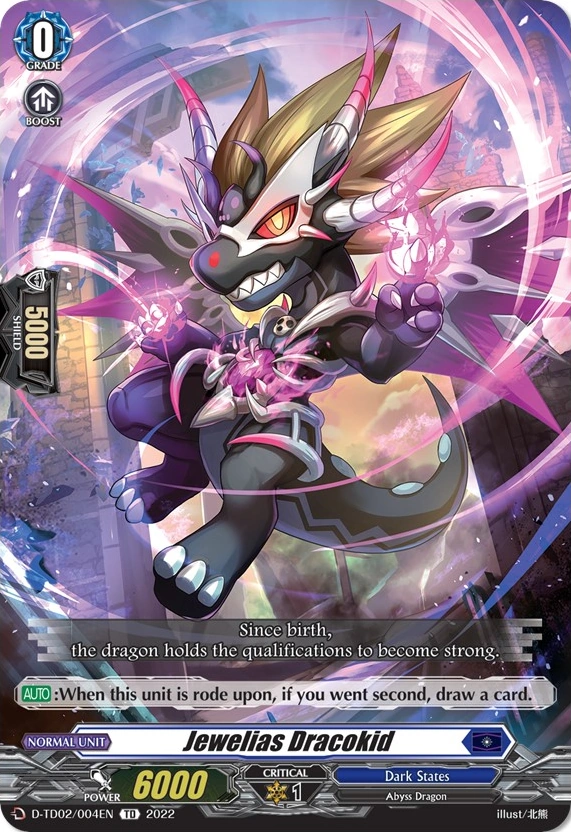 0
GRADE
BOOST
5000
SHIELD
Since birth,
the dragon holds the qualifications to become strong.
AUTO:When this unit is rode upon, if you went second, draw a card.
NORMAL UNIT
Jewelias Dracokid
POWER 6000
CRITICAL
1
Dark States
Abyss Dragon
D-TD02/004EN TD 2022
illust/北熊